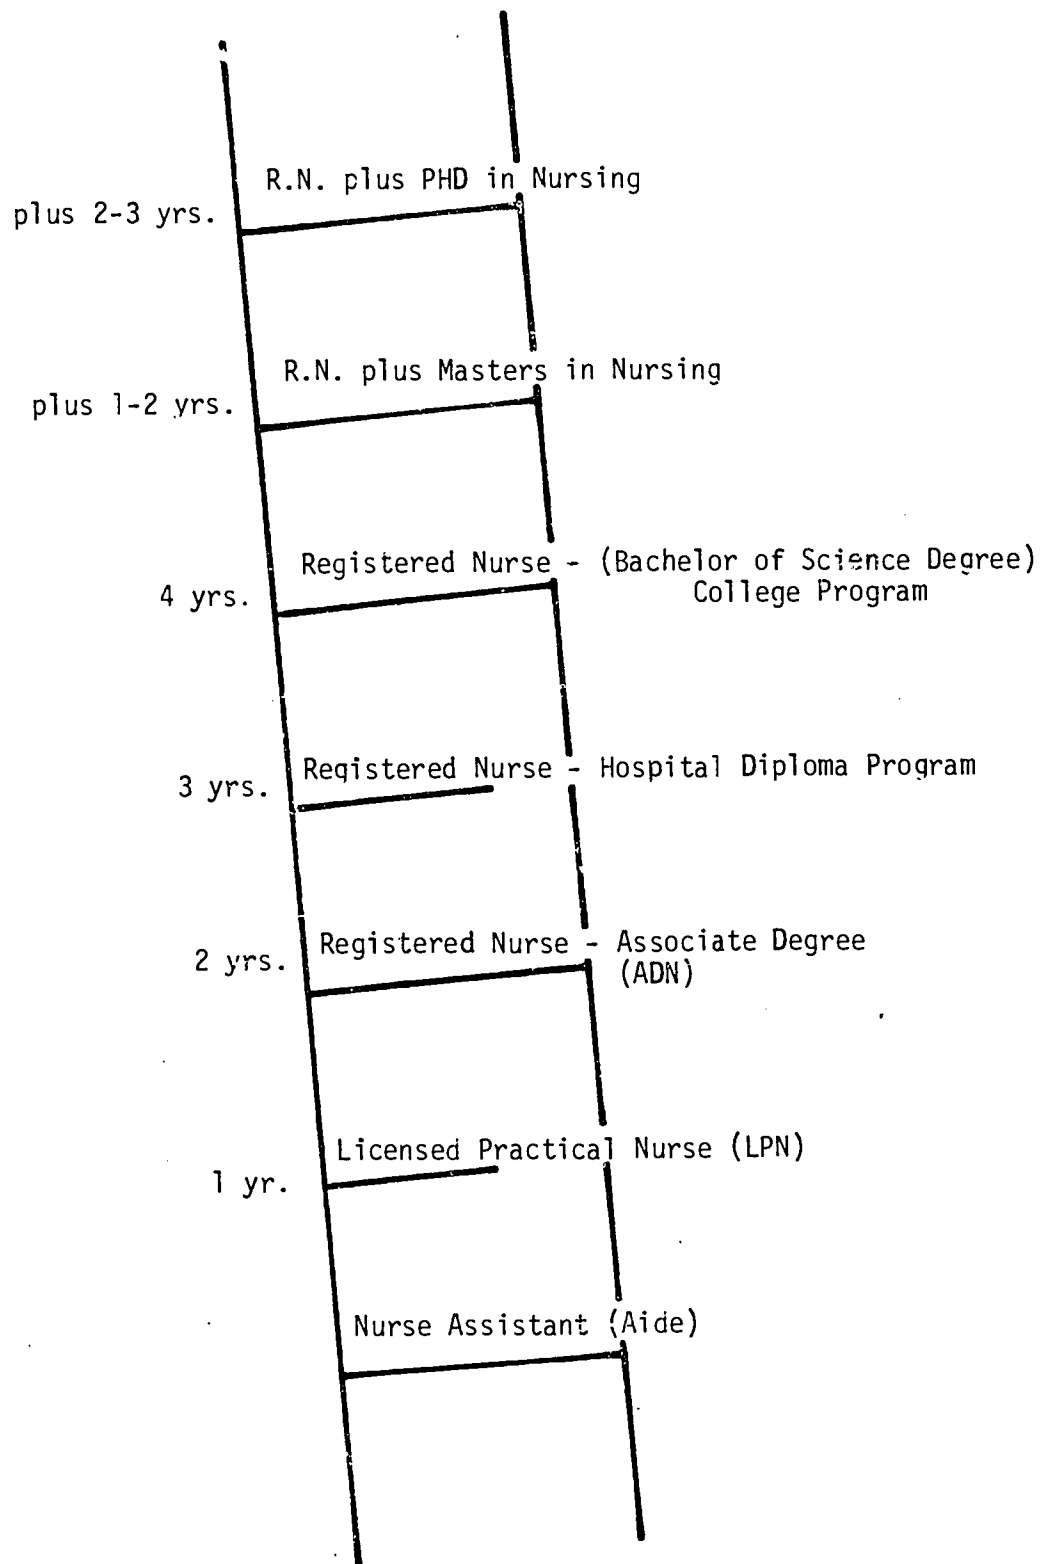 R.N. plus PHD in Nursing
plus 2-3 yrs.
R.N. plus Masters in Nursing
plus 1-2 yrs.
Registered Nurse - (Bachelor of Science Degree)
College Program
4 yrs.
Registered Nurse - Hospital Diploma Program
3 yrs.
Registered Nurse - Associate Degree
2 yrs.
(ADN)
Licensed Practical Nurse (LPN)
1 yr.
Nurse Assistant (Aide)